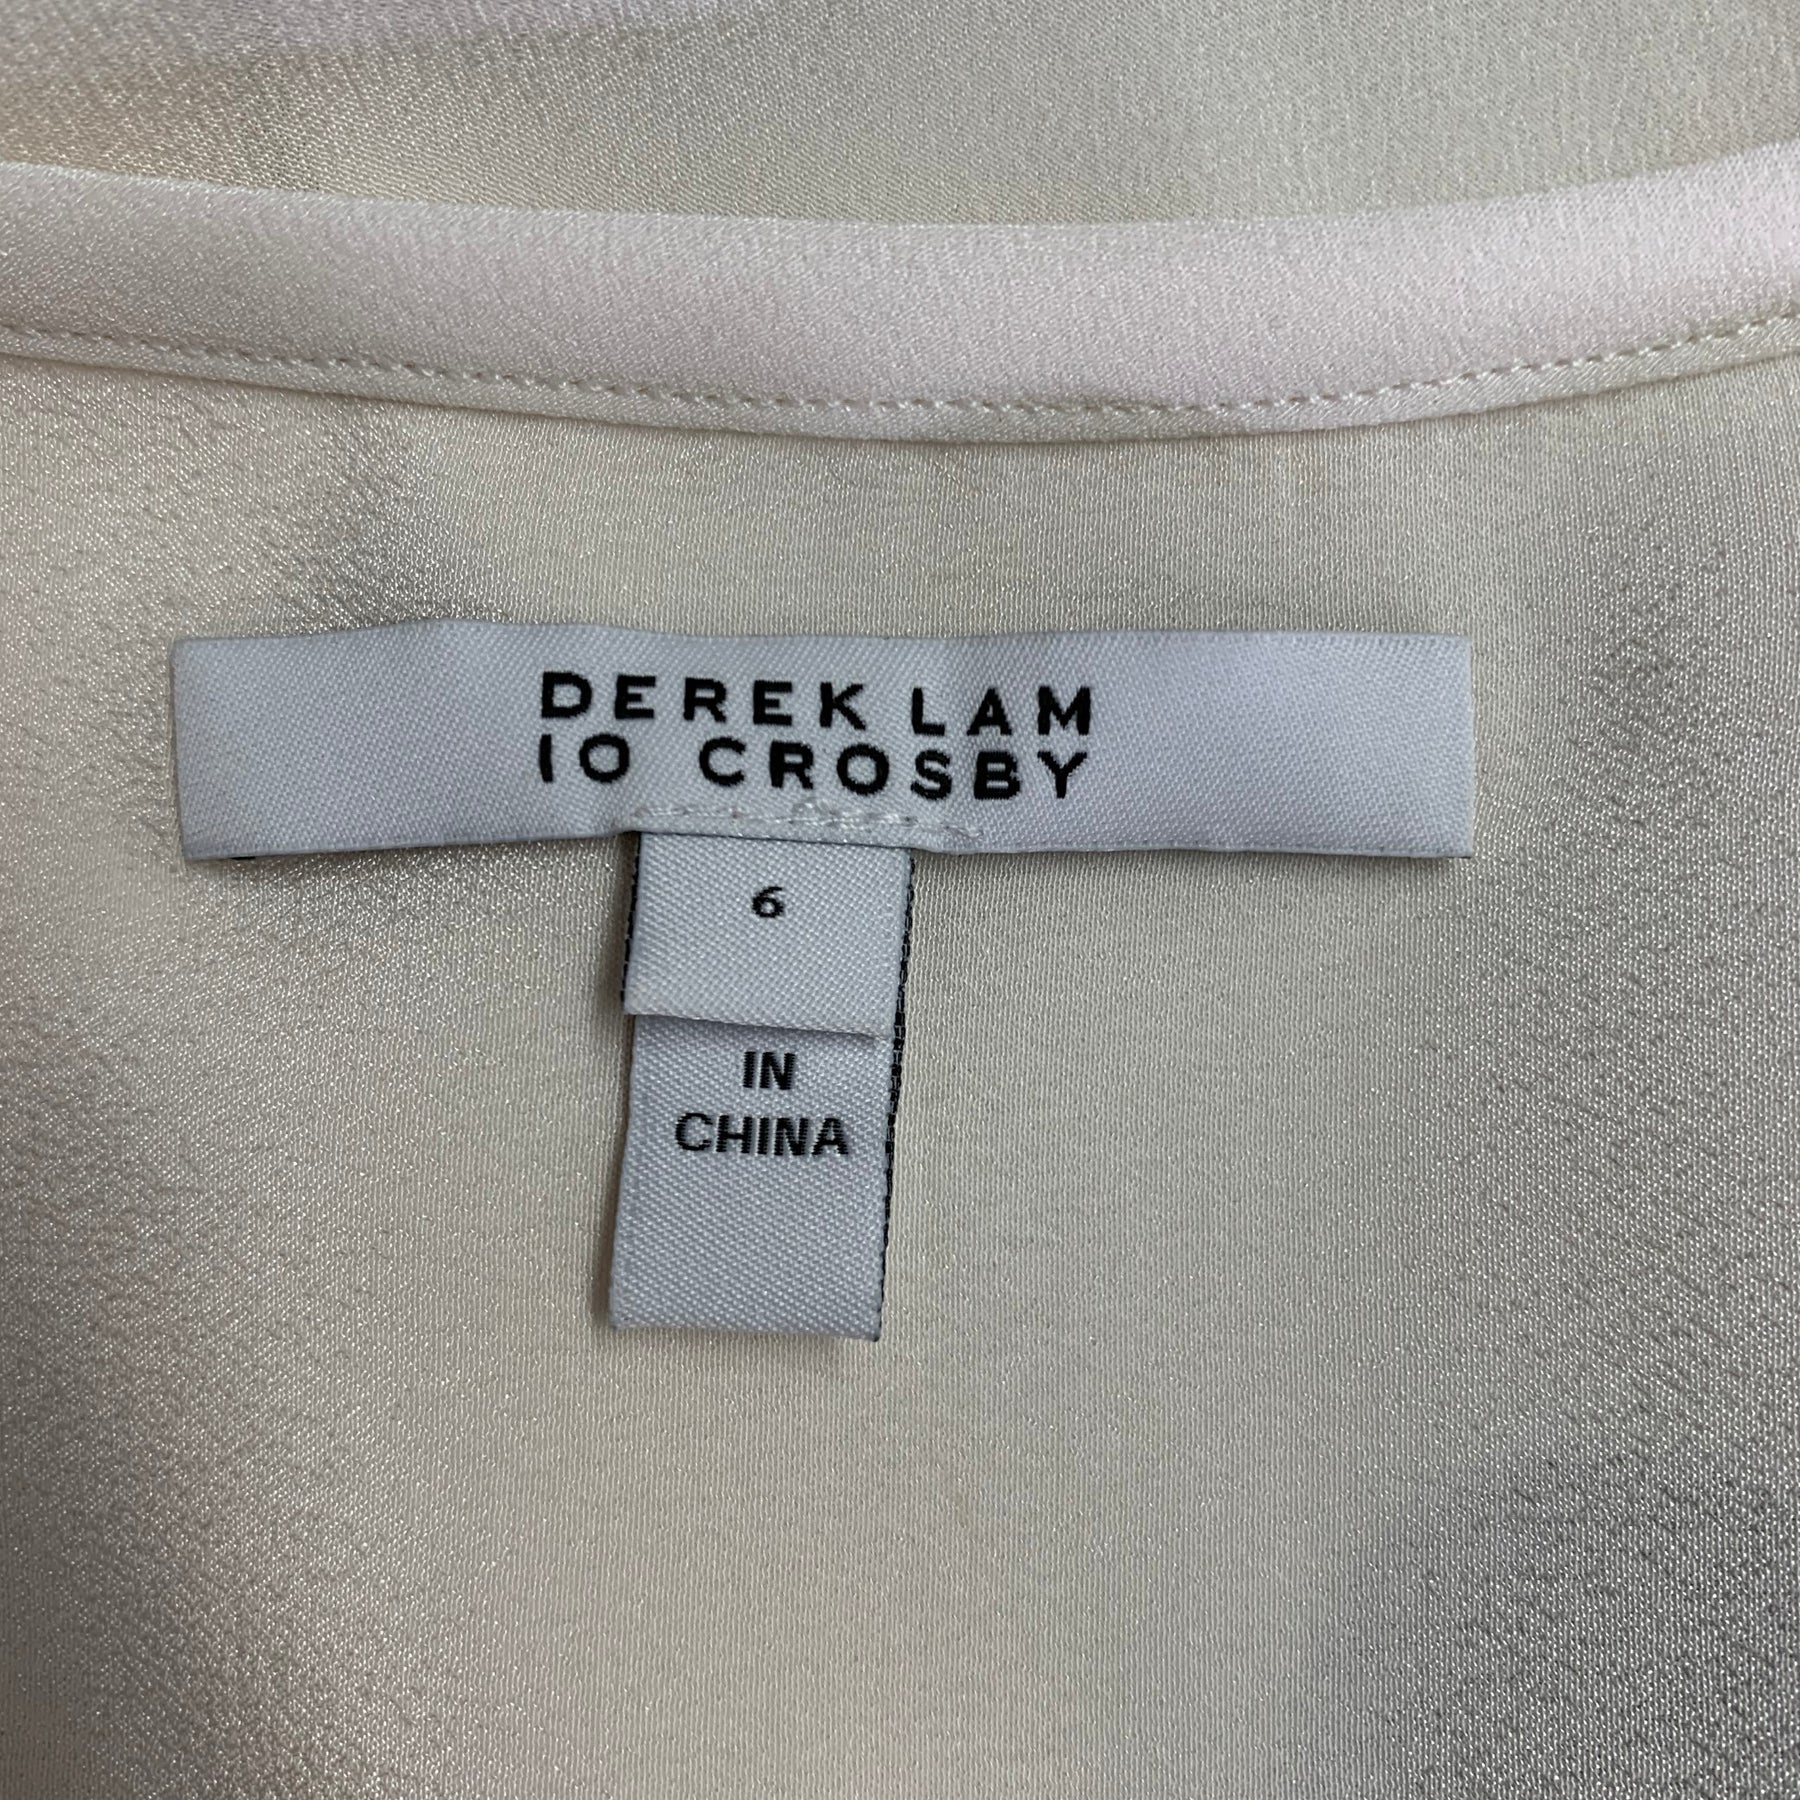 DEREK LAM
10 CROSBY
6
IN
CHINA